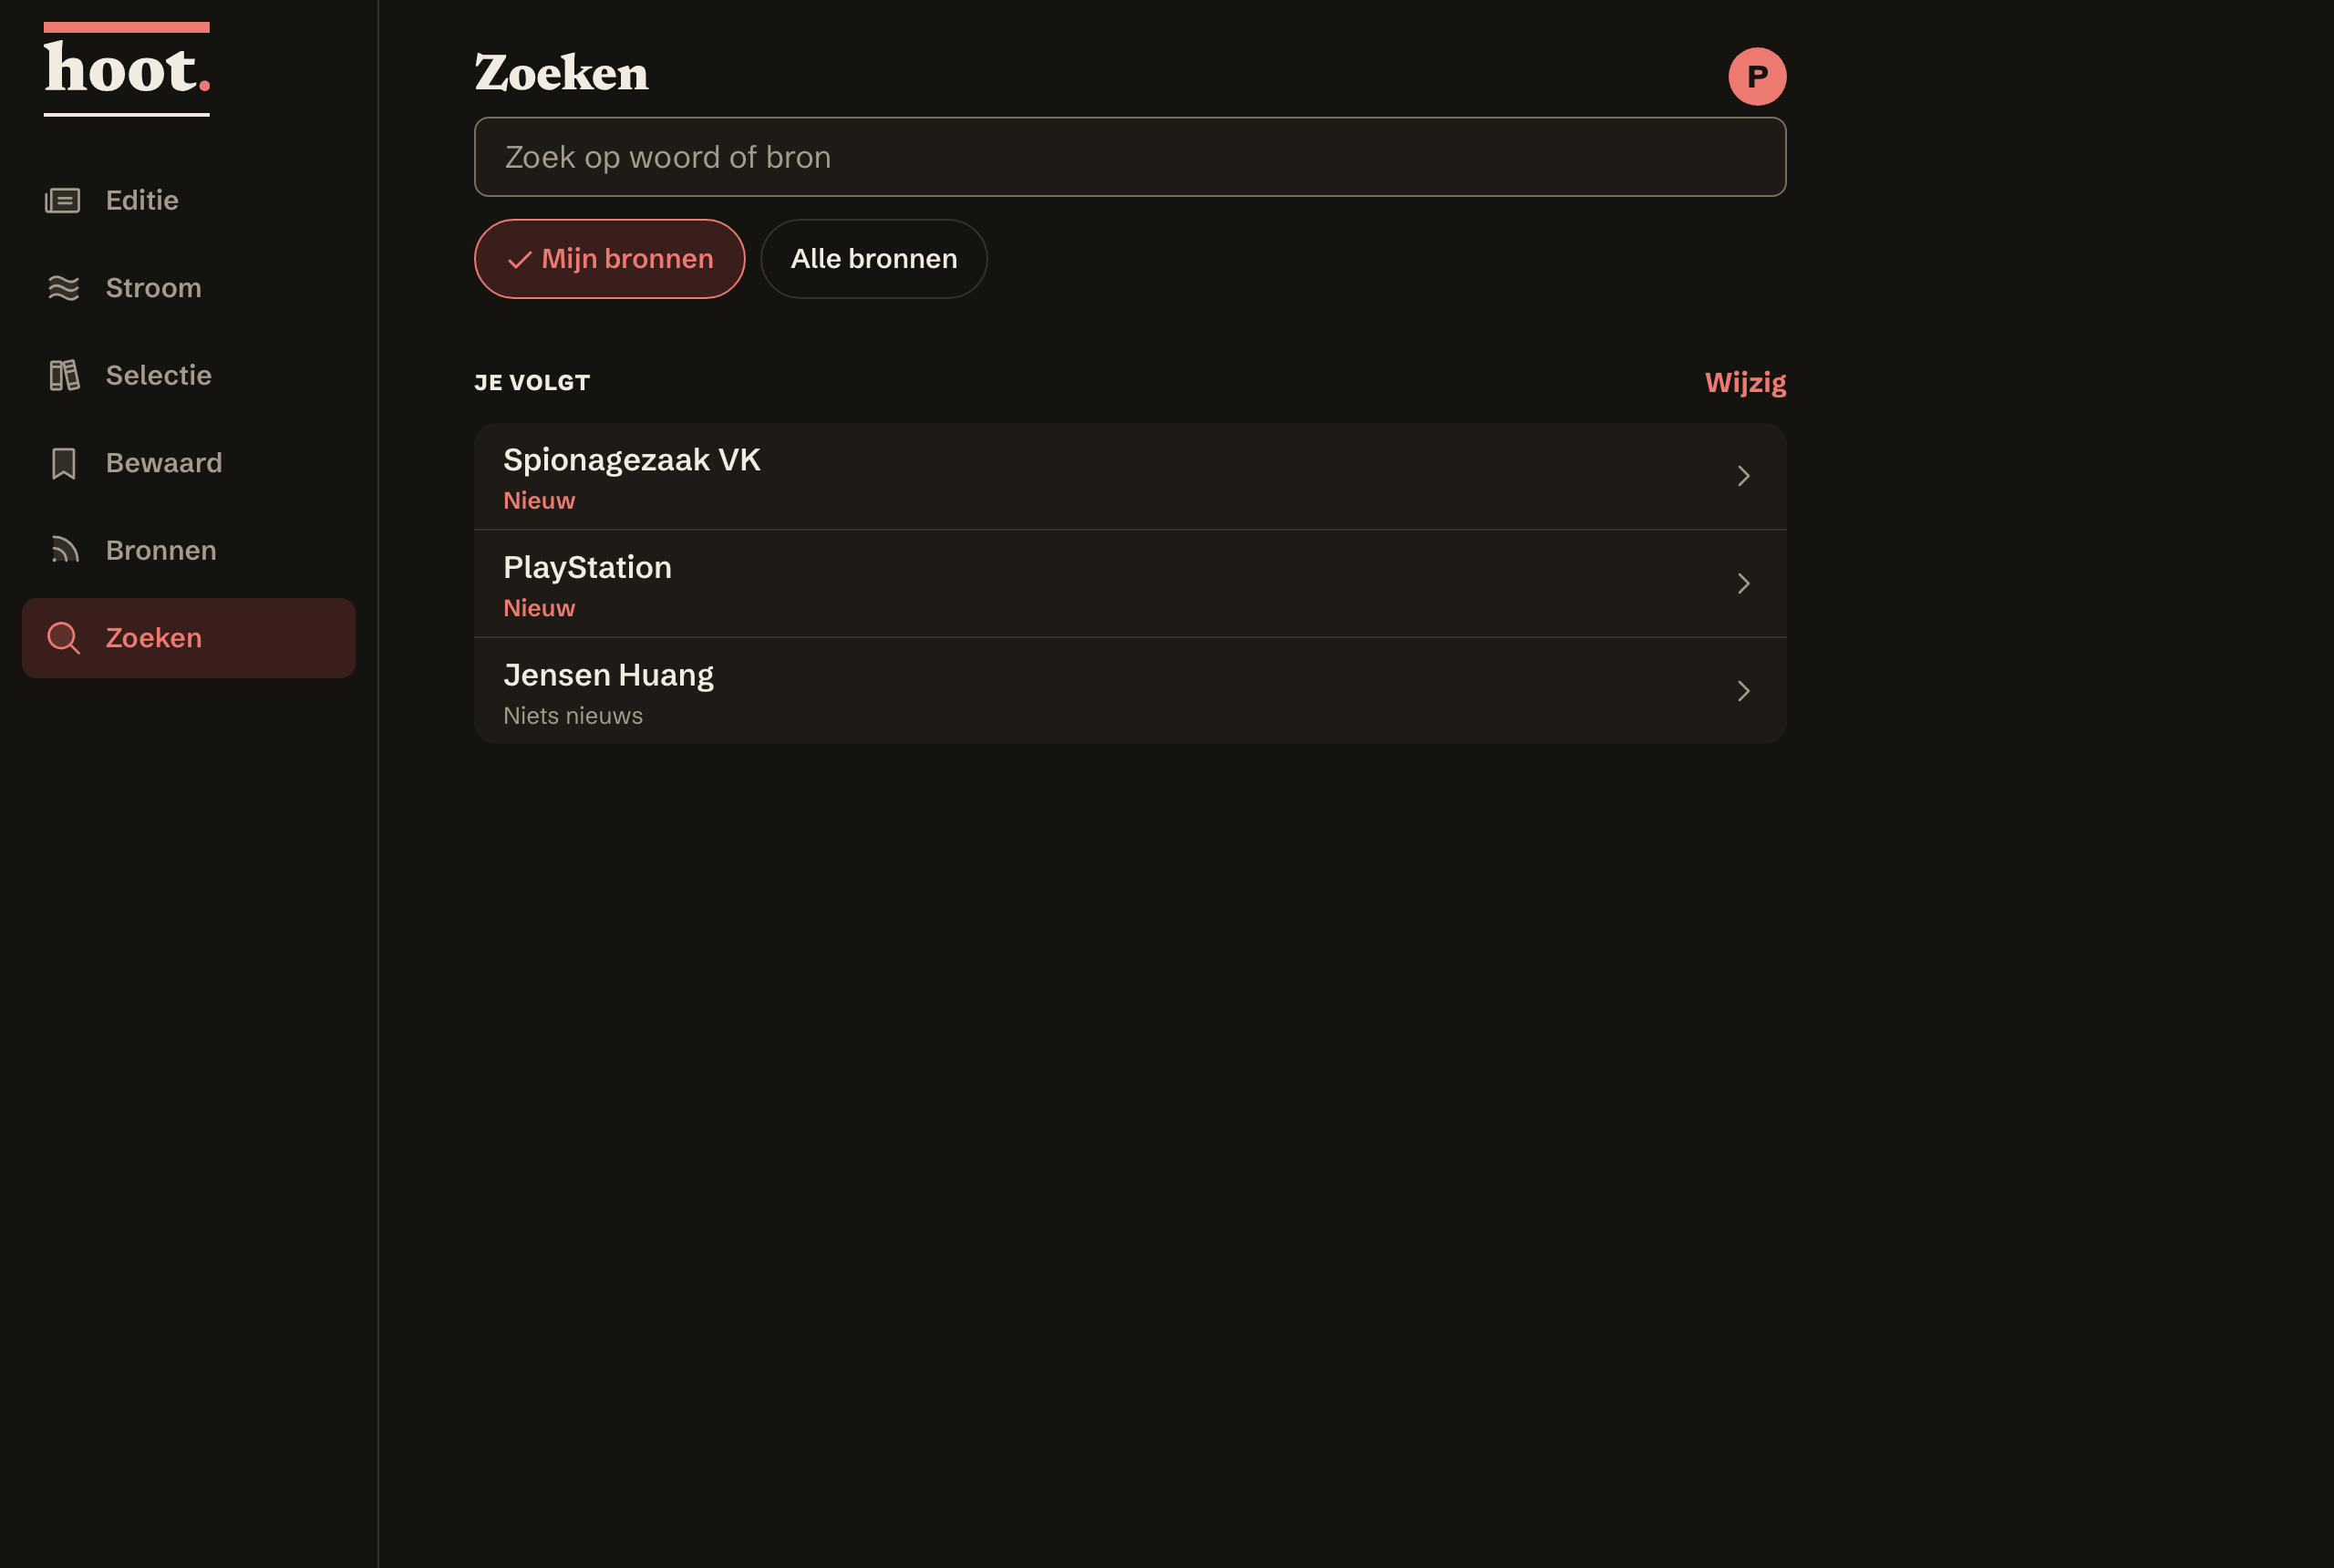 hoot.
Editie
Stroom
Selectie
Bewaard
Bronnen
Zoeken
Zoeken
P
Zoek op woord of bron
Mijn bronnen
Alle bronnen
JE VOLGT
Wijzig
Spionagezaak VK
Nieuw
PlayStation
Nieuw
Jensen Huang
Niets nieuws